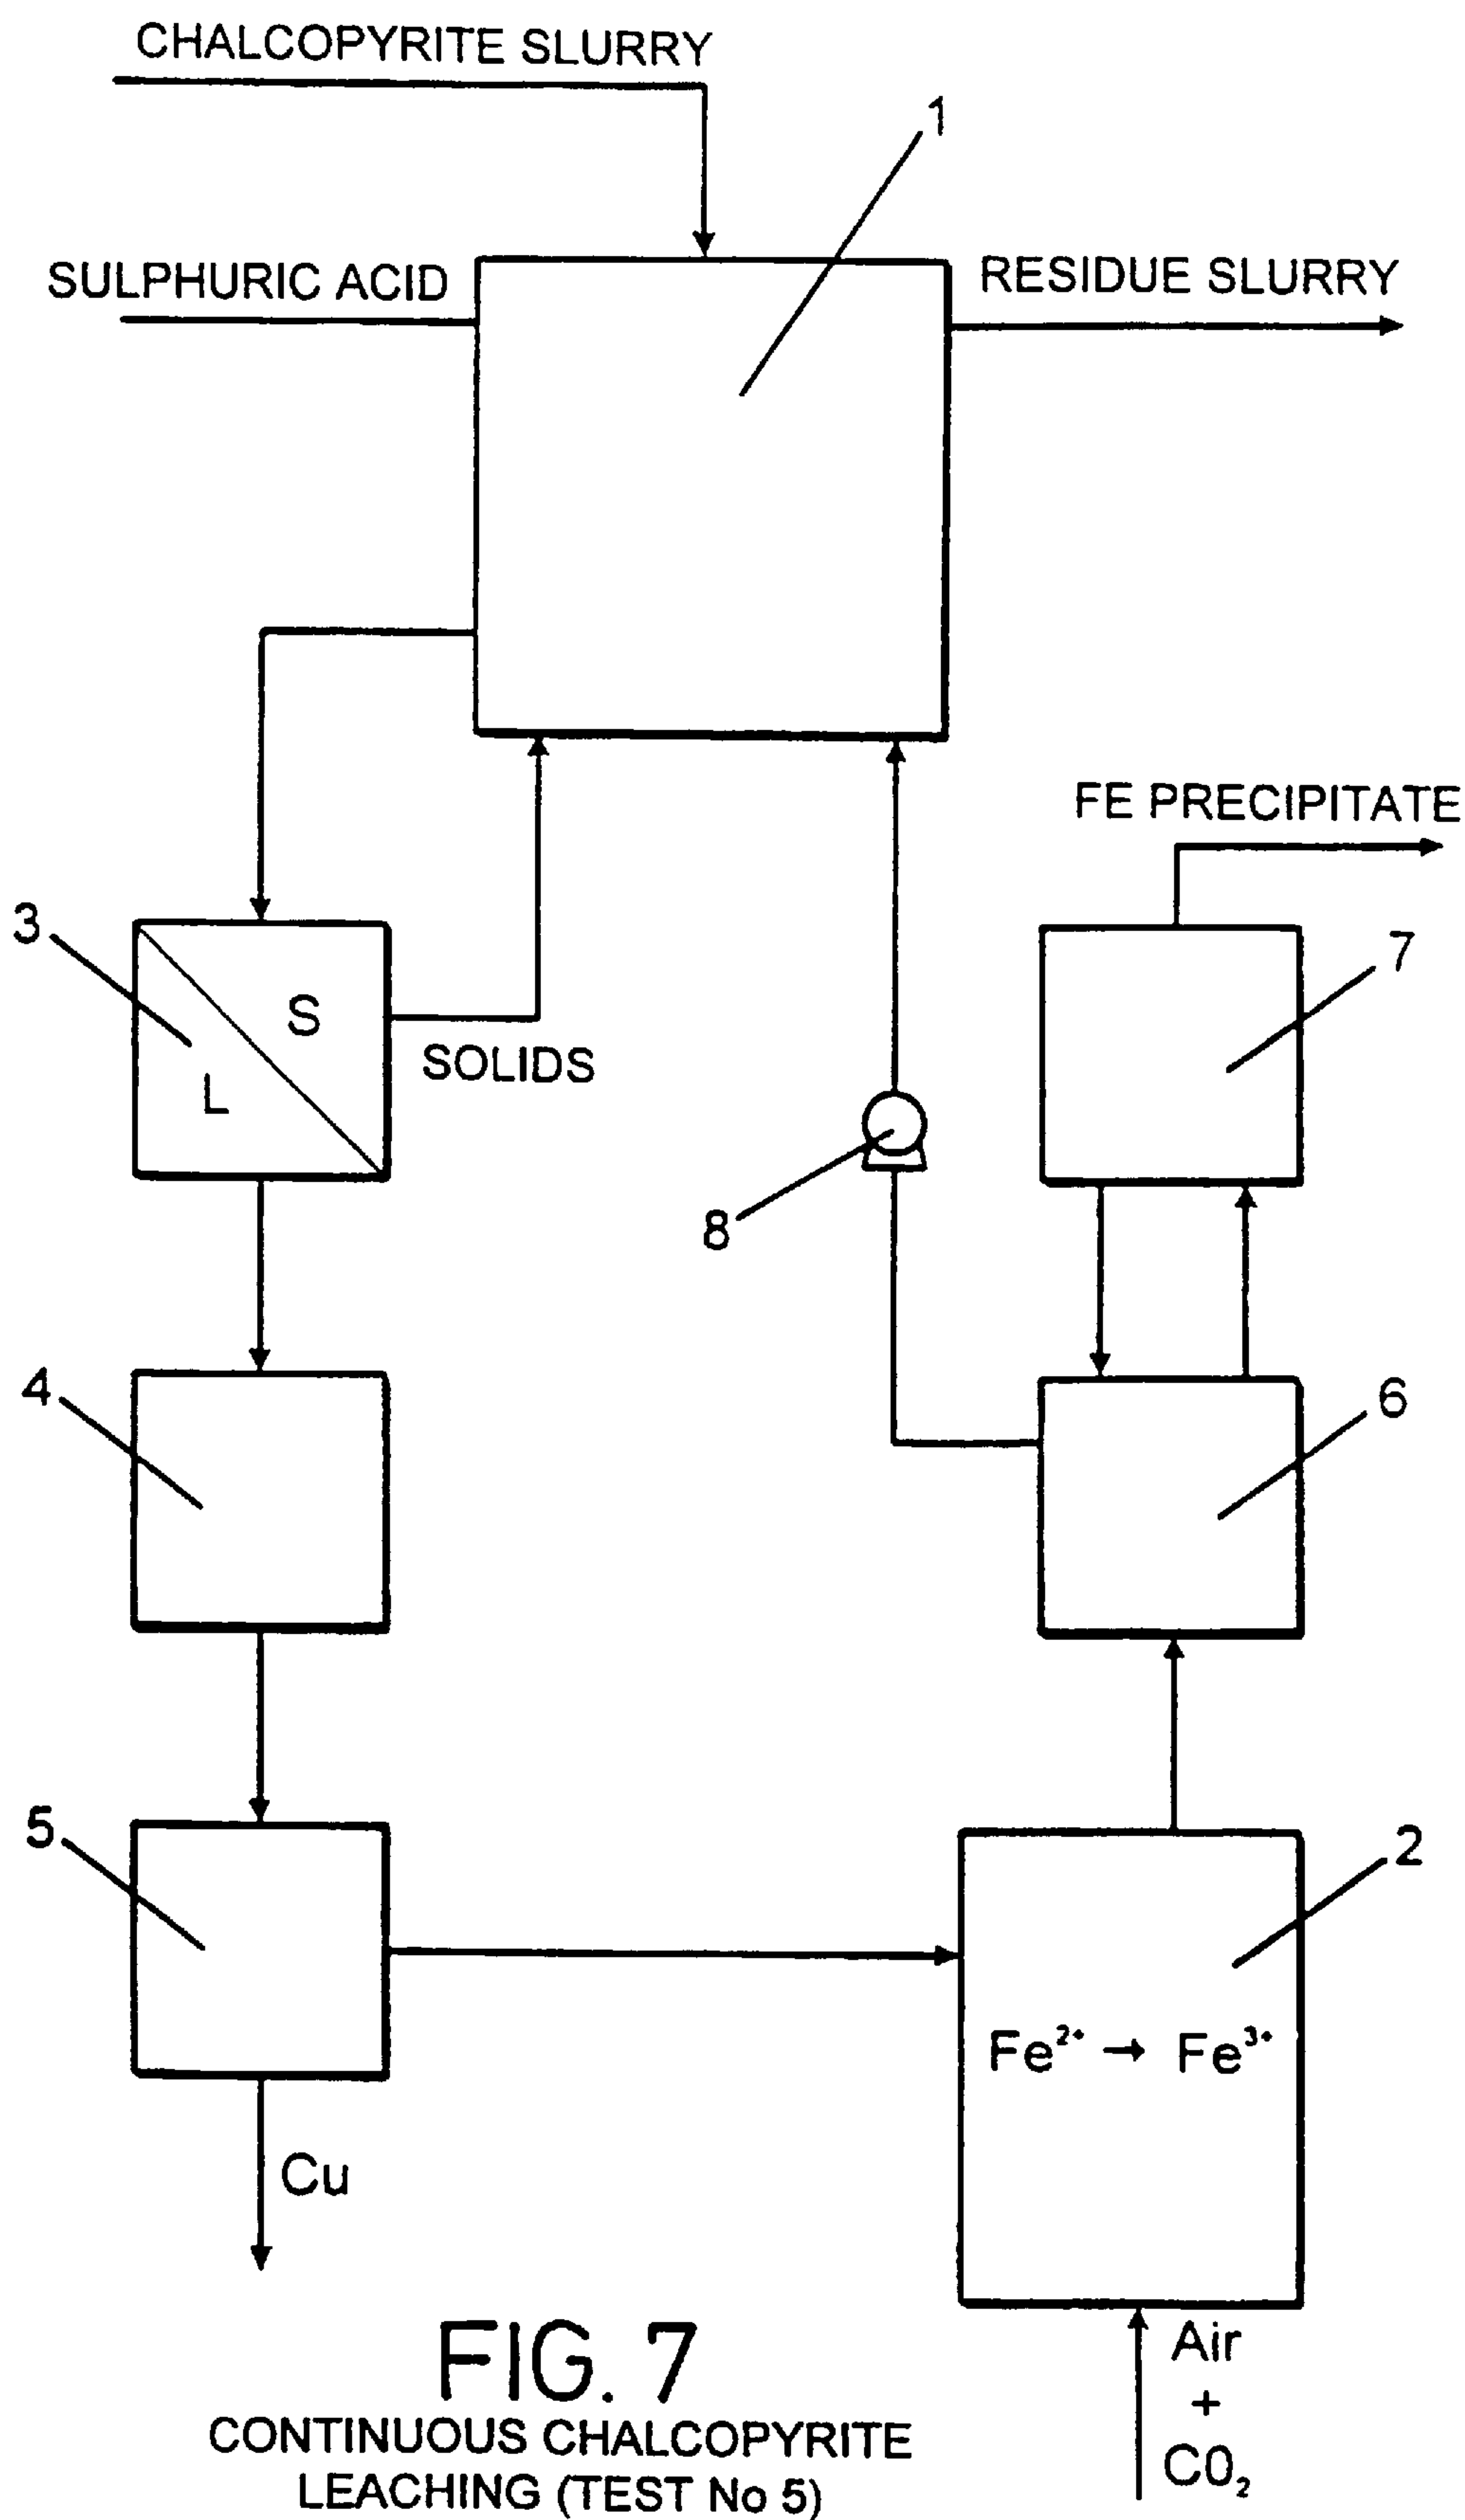 CHALCOPYRITE SLURRY
1
SULPHURIC ACID
RESIDUE SLURRY
FE PRECIPITATE
3
S
L
SOLIDS
7
8
4
6
5
2
Fe²⁺ → Fe³⁺
Cu
Air
+
CO₂
FIG. 7
CONTINUOUS CHALCOPYRITE
LEACHING (TEST No 5)